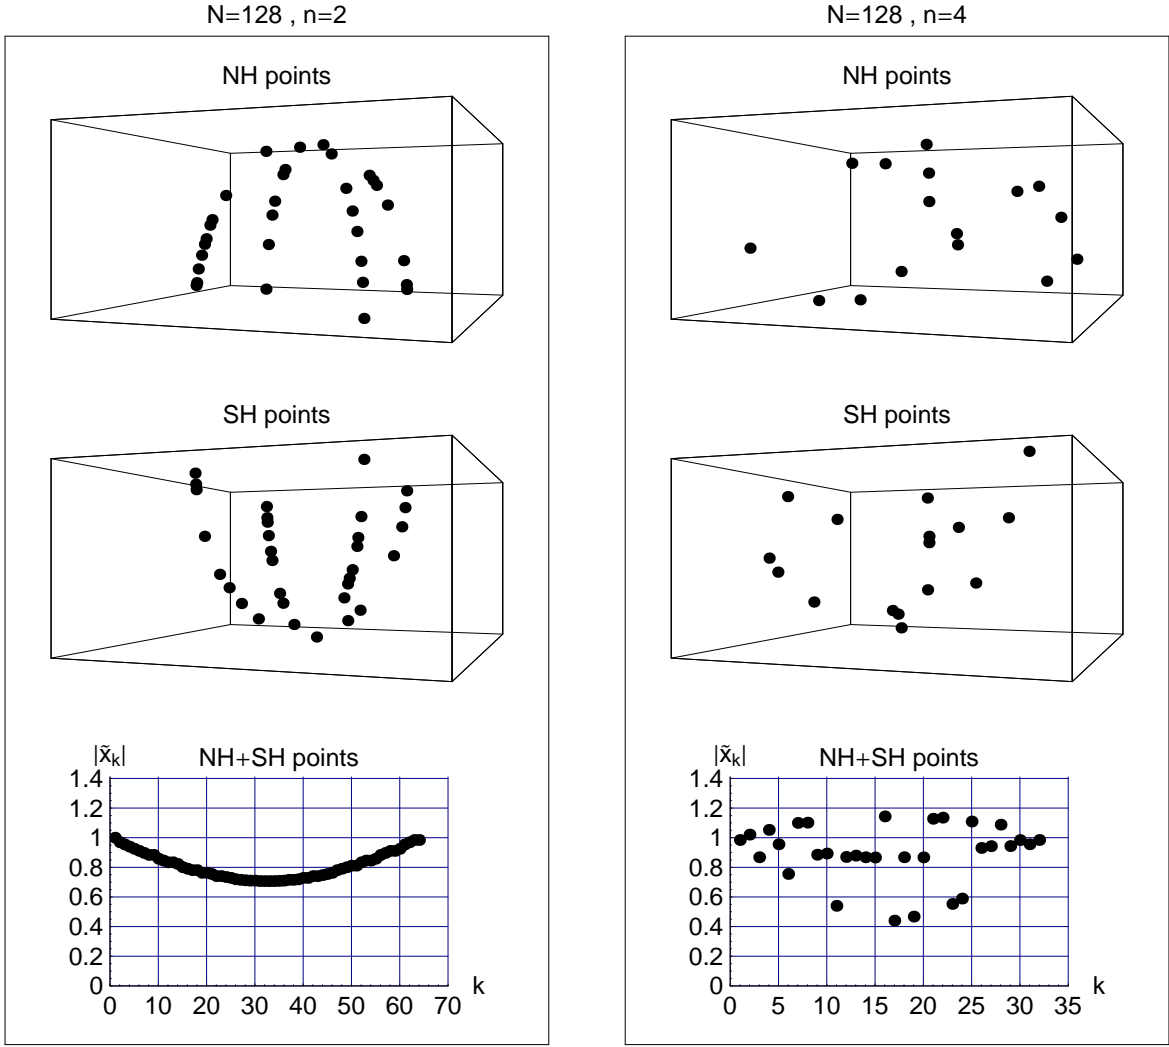 N=128 , n=2
NH points
SH points
|x̃ₖ|
NH+SH points
1.4
1.2
1
0.8
0.6
0.4
0.2
0
0 10 20 30 40 50 60 70
k
N=128 , n=4
NH points
SH points
|x̃ₖ|
NH+SH points
1.4
1.2
1
0.8
0.6
0.4
0.2
0
0 5 10 15 20 25 30 35
k